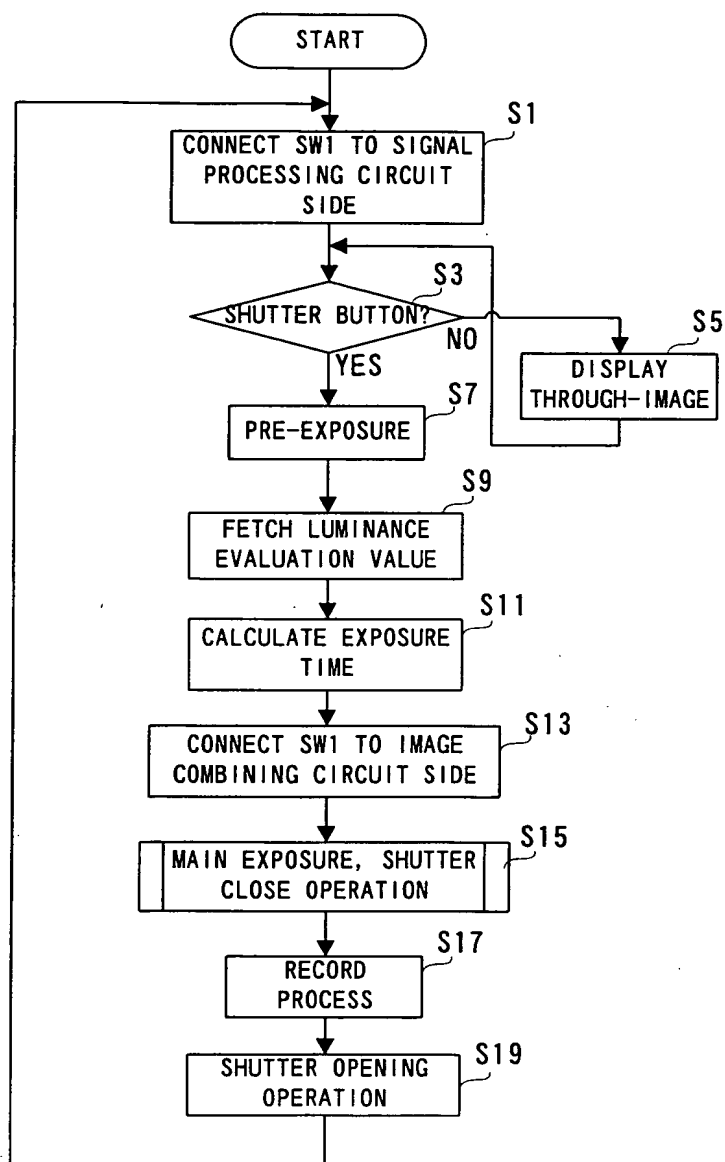 START
S1
CONNECT SW1 TO SIGNAL
PROCESSING CIRCUIT
SIDE
S3
SHUTTER BUTTON?
NO
YES
S5
DISPLAY
THROUGH-IMAGE
S7
PRE-EXPOSURE
S9
FETCH LUMINANCE
EVALUATION VALUE
S11
CALCULATE EXPOSURE
TIME
S13
CONNECT SW1 TO IMAGE
COMBINING CIRCUIT SIDE
S15
MAIN EXPOSURE, SHUTTER
CLOSE OPERATION
S17
RECORD
PROCESS
S19
SHUTTER OPENING
OPERATION